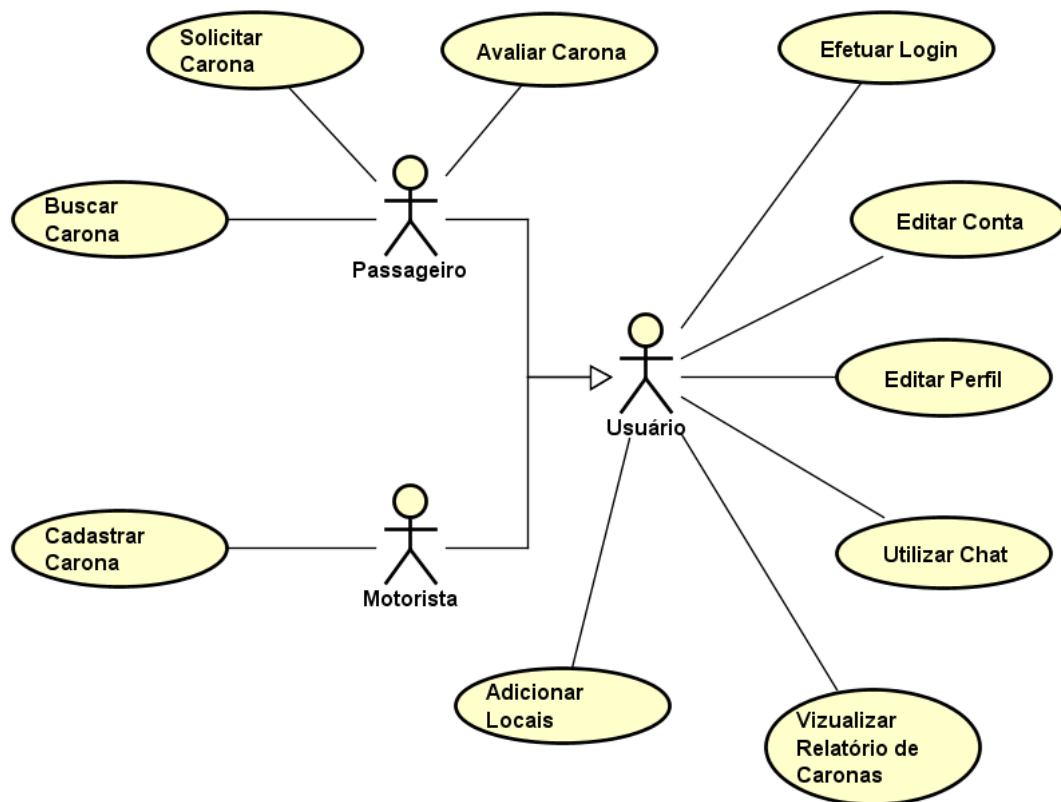 Solicitar
Carona
Avaliar Carona
Efetuar Login
Buscar
Carona
Passageiro
Editar Conta
Editar Perfil
Usuário
Cadastrar
Carona
Motorista
Utilizar Chat
Adicionar
Locais
Vizualizar
Relatório de
Caronas